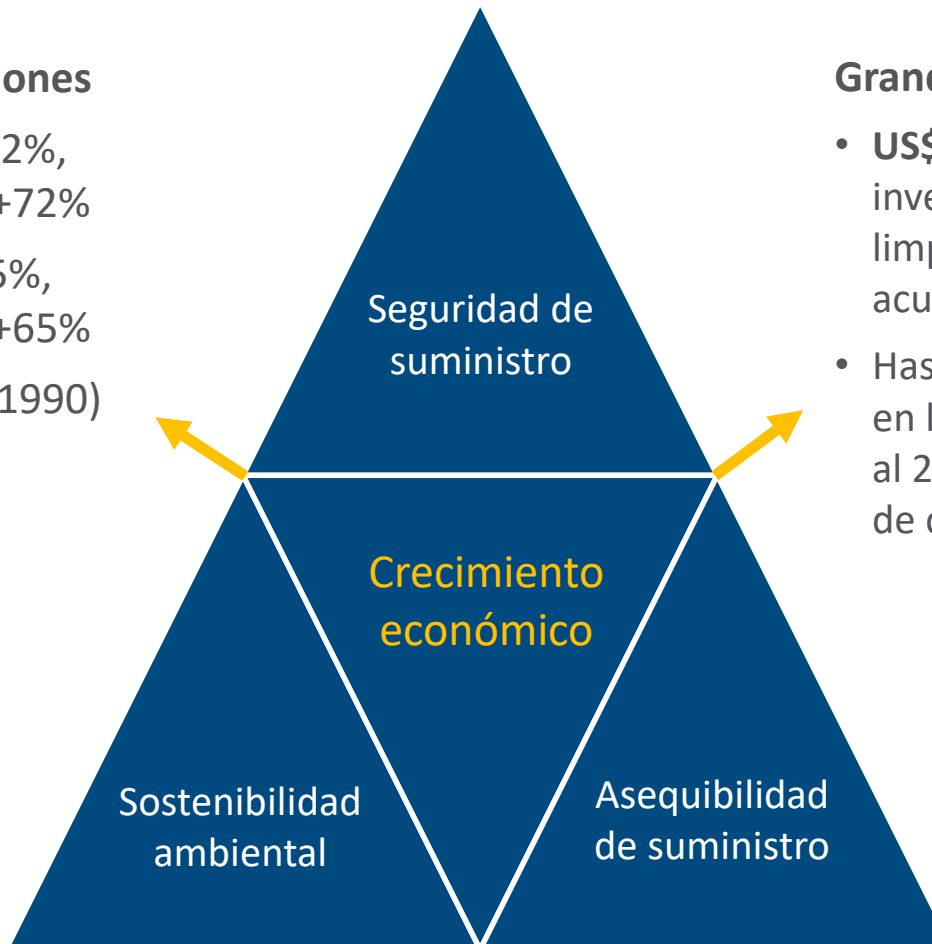 ones
2%,
+72%
5%,
+65%
1990)
Grand
• US$
inve
limp
acu
• Has
en l
al 2
de
Seguridad de
suministro
Crecimiento
económico
Sostenibilidad
ambiental
Asequibilidad
de suministro